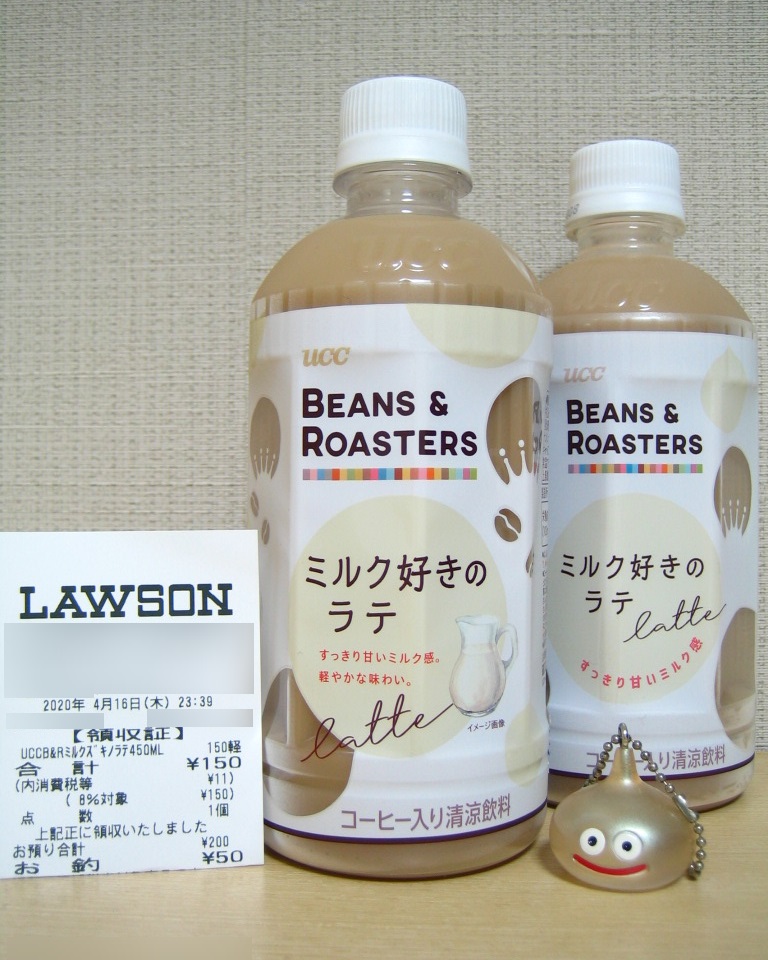 LAWSON
2020年 4月16日(木) 23:39
【領収証】
UCCB&Rミルクズキノラテ450ML 150軽
合 計 ¥150
(内消費税等 ¥11)
( 8%対象 ¥150)
点 数 1個
上記正に領収いたしました
お預り合計 ¥200
お 釣 ¥50
ucc
ucc
BEANS &
ROASTERS
ミルク好きの
ラテ
すっきり甘いミルク感。
軽やかな味わい。
latte
イメージ画像
コーヒー入り清涼飲料
ucc
ucc
BEANS &
ROASTERS
ミルク好きの
ラテ
latte
すっきり甘いミルク感
コーヒー入り清涼飲料